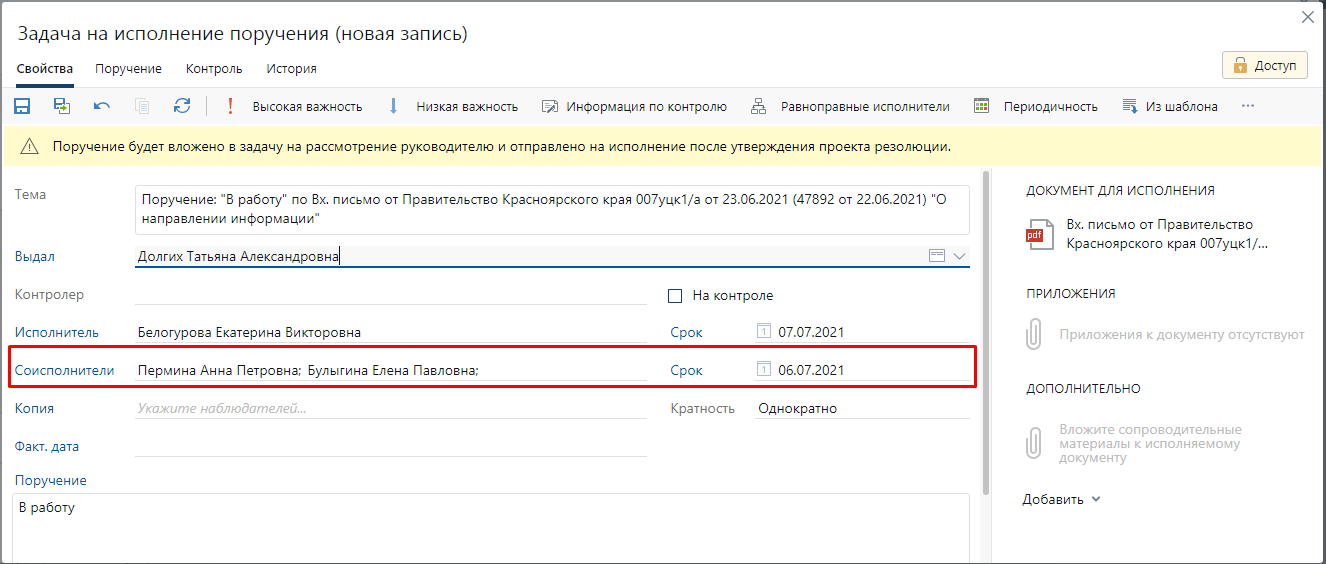 Задача на исполнение поручения (новая запись)
Свойства Поручение Контроль История
Доступ
Высокая важность Низкая важность Информация по контролю Равноправные исполнители Периодичность Из шаблона ...
Поручение будет вложено в задачу на рассмотрение руководителю и отправлено на исполнение после утверждения проекта резолюции.
Тема
Поручение: "В работу" по Вх. письмо от Правительство Красноярского края 007уцк1/а от 23.06.2021 (47892 от 22.06.2021) "О
направлении информации"
Выдал Долгих Татьяна Александровна
Контролер На контроле
Исполнитель Белогурова Екатерина Викторовна Срок 1 07.07.2021
Соисполнители Пермина Анна Петровна; Булыгина Елена Павловна; Срок 1 06.07.2021
Копия Укажите наблюдателей... Кратность Однократно
Факт. дата
Поручение
В работу
ДОКУМЕНТ ДЛЯ ИСПОЛНЕНИЯ
pdf
Вх. письмо от Правительство
Красноярского края 007уцк1/...
ПРИЛОЖЕНИЯ
Приложения к документу отсутствуют
ДОПОЛНИТЕЛЬНО
Вложите сопроводительные
материалы к исполняемому
документу
Добавить